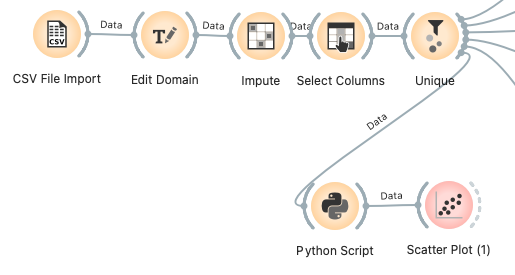 Data
Data
Data
Data
CSV
CSV File Import
Edit Domain
Impute
Select Columns
Unique
Data
Data
Python Script
Scatter Plot (1)